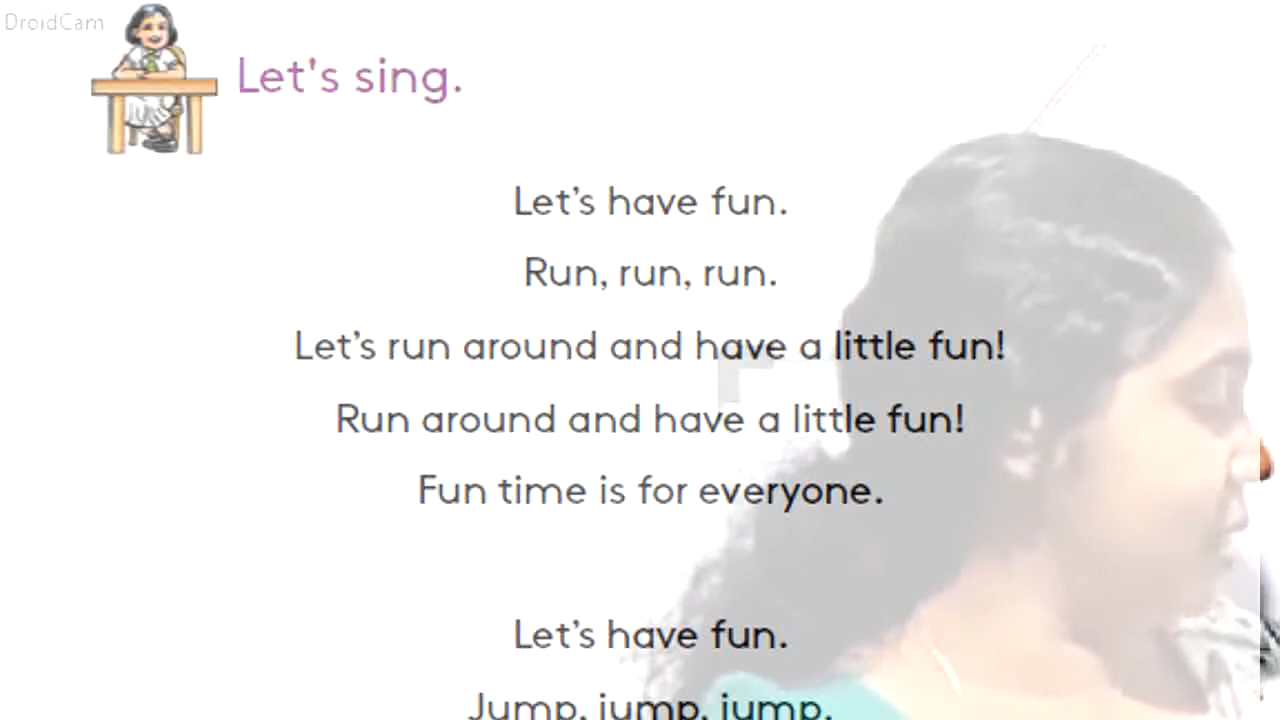 DroidCam
Let's sing.
Let's have fun.
Run, run, run.
Let's run around and have a little fun!
Run around and have a little fun!
Fun time is for everyone.
Let's have fun.
Jump, jump, jump.